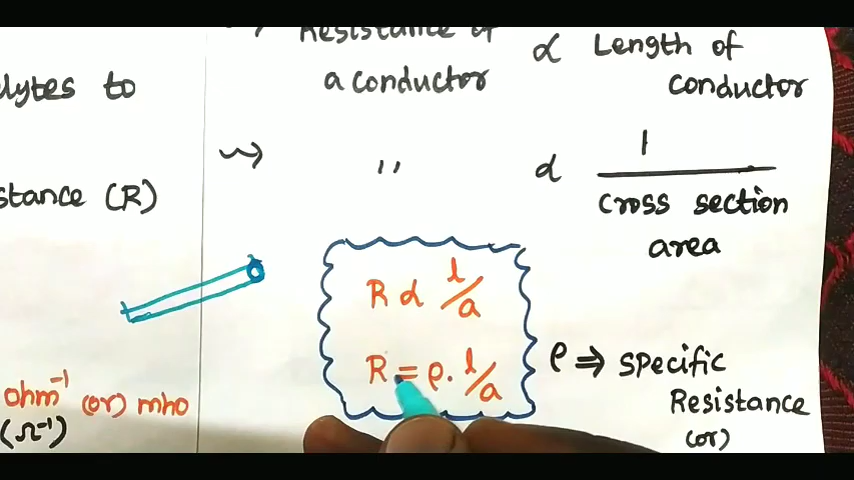 Resistance of
a conductor
∝ Length of
conductor
lytes to
⇝ " ∝ 1
cross section
area
stance (R)
R ∝ l/a
R = ρ. l/a
ρ ⇒ specific
Resistance
(or)
ohm⁻¹ (or) mho
(Ω⁻¹)